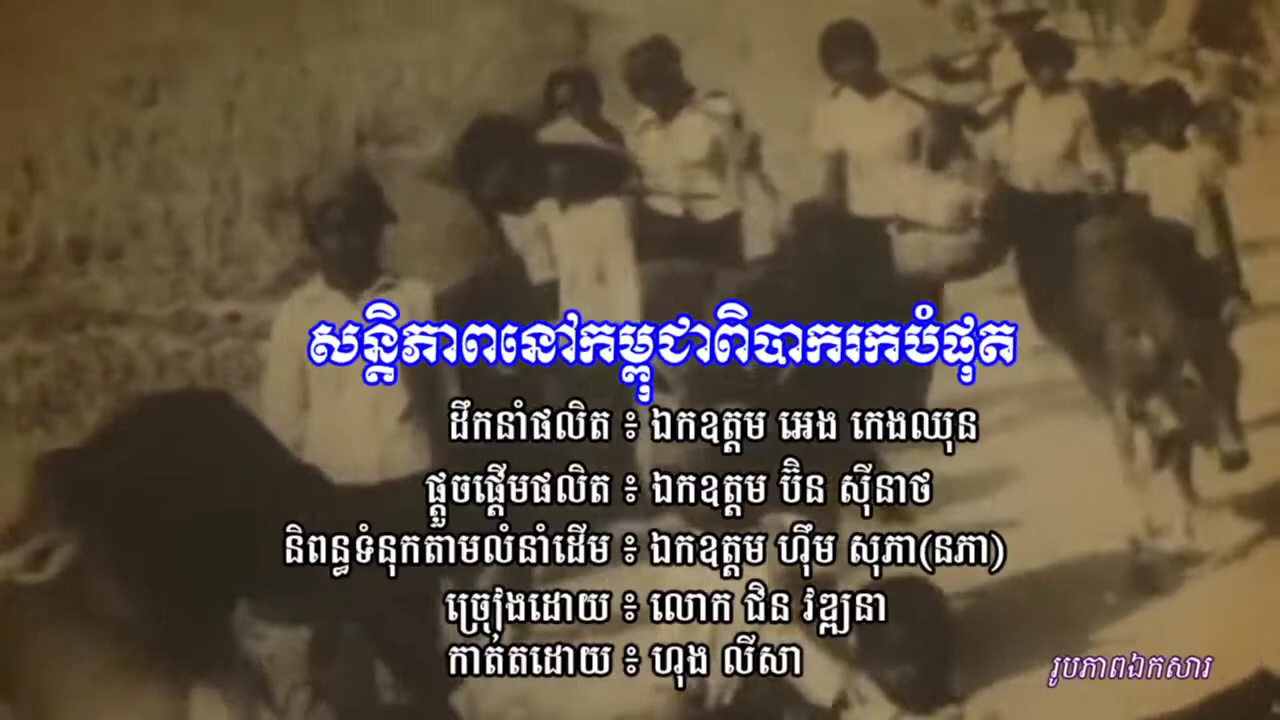 សន្តិភាពនៅកម្ពុជាពិបាករកបំផុត
ដឹកនាំផលិត ៖ ឯកឧត្តម អេង កេងឈុន
ផ្តួចផ្តើមផលិត ៖ ឯកឧត្តម ប៊ិន ស៊ីនាថ
និពន្ធទំនុកតាមលំនាំដើម ៖ ឯកឧត្តម ហ៊ឹម សុភា(នភា)
ច្រៀងដោយ ៖ លោក ជិន វឌ្ឍនា
កាត់តដោយ ៖ ហុង លីសា
រូបភាពឯកសារ